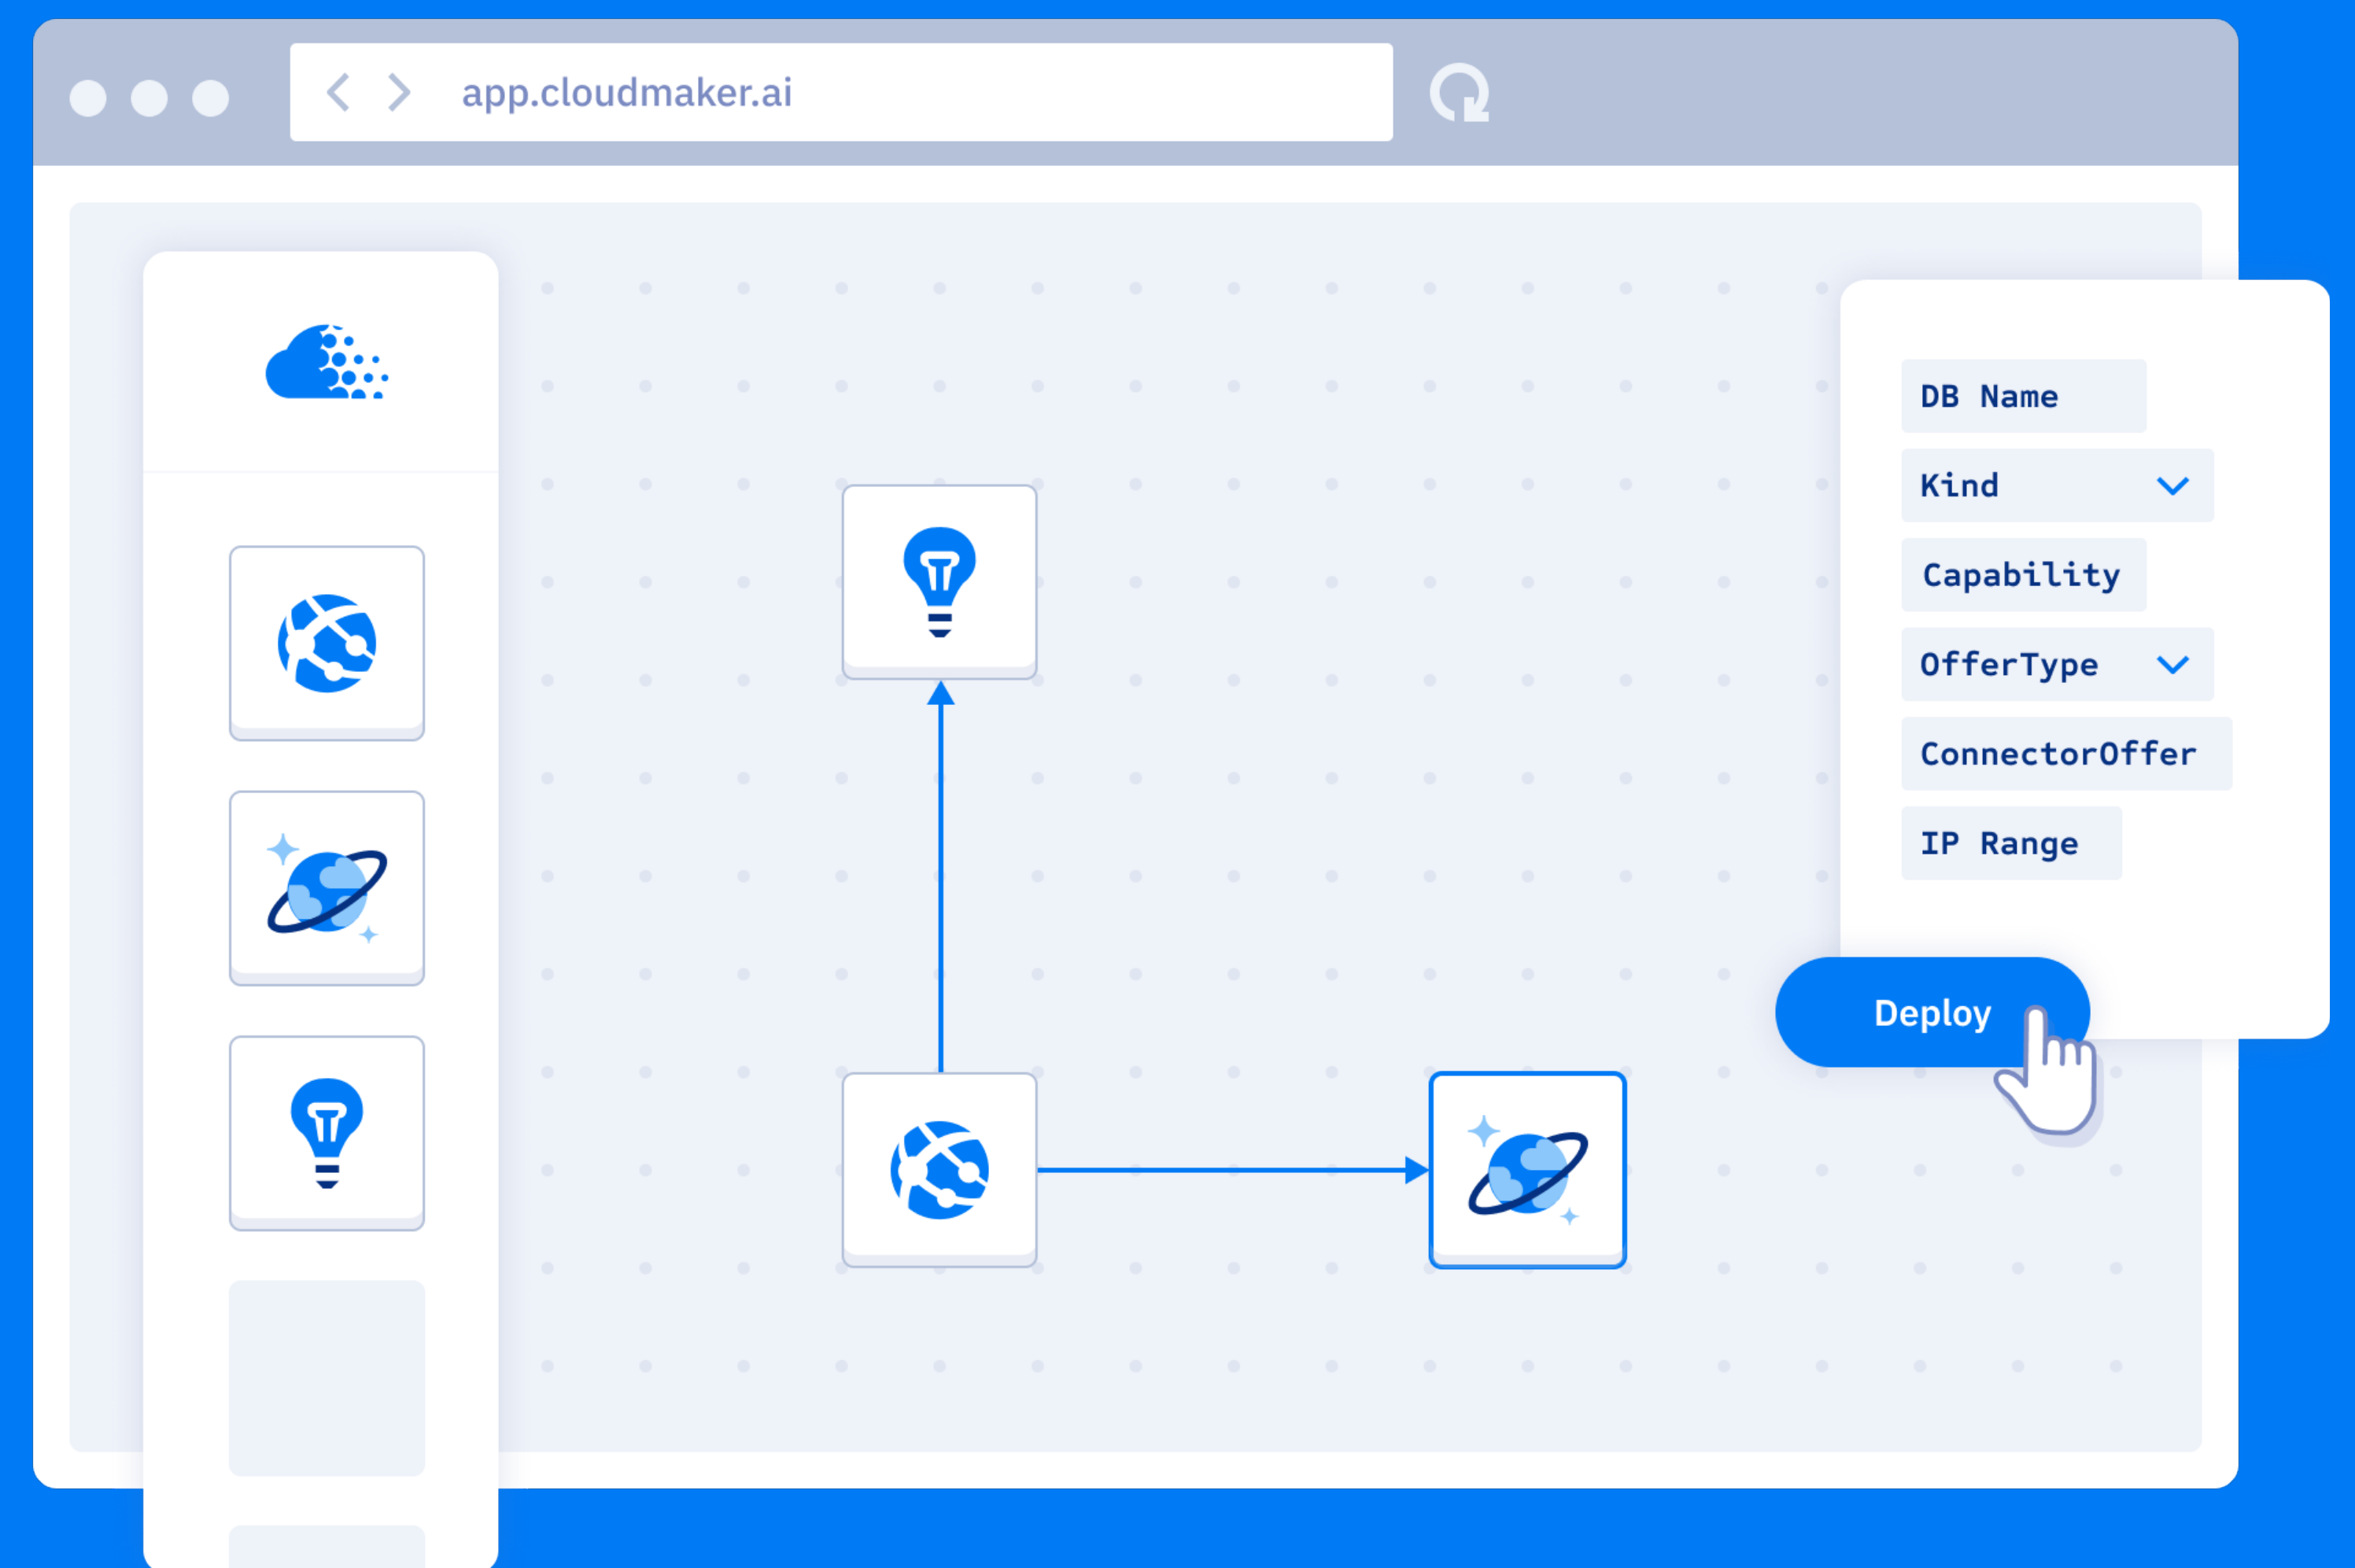 app.cloudmaker.ai
DB Name
Kind
Capability
OfferType
ConnectorOffer
IP Range
Deploy